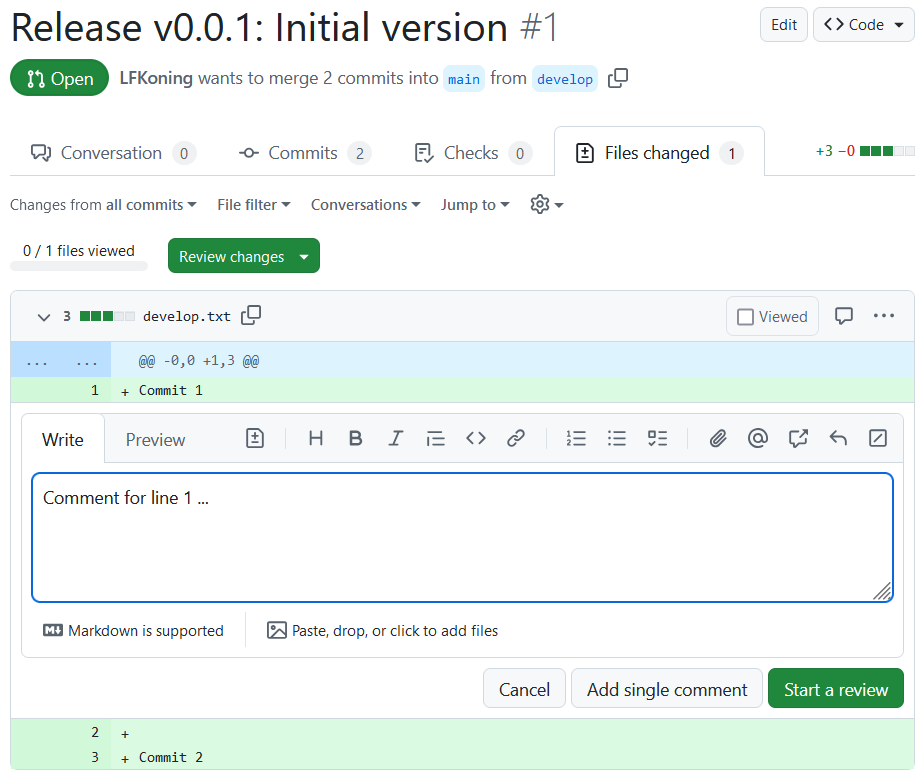 Release v0.0.1: Initial version #1
Edit
Code
Open
LFKoning wants to merge 2 commits into main from develop
Conversation 0
Commits 2
Checks 0
Files changed 1
+3 −0
Changes from all commits
File filter
Conversations
Jump to
0 / 1 files viewed
Review changes
3 develop.txt
Viewed
... ... @@ -0,0 +1,3 @@
1 + Commit 1
Write
Preview
Comment for line 1 ...
Markdown is supported
Paste, drop, or click to add files
Cancel
Add single comment
Start a review
2 +
3 + Commit 2